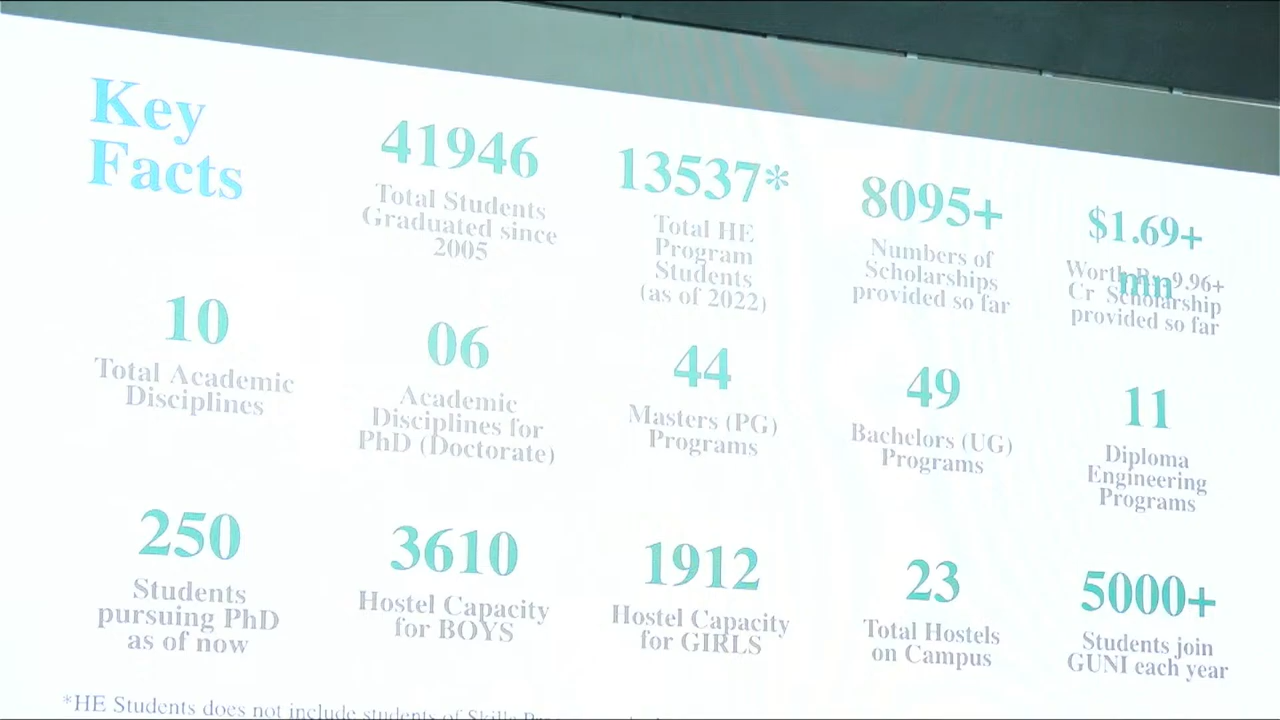 Key
Facts
41946
Total Students
Graduated since
2005
13537*
Total HE
Program
Students
(as of 2022)
8095+
Numbers of
Scholarships
provided so far
$1.69+
mn
Worth Rs 9.96+
Cr Scholarship
provided so far
10
Total Academic
Disciplines
06
Academic
Disciplines for
PhD (Doctorate)
44
Masters (PG)
Programs
49
Bachelors (UG)
Programs
11
Diploma
Engineering
Programs
250
Students
pursuing PhD
as of now
3610
Hostel Capacity
for BOYS
1912
Hostel Capacity
for GIRLS
23
Total Hostels
on Campus
5000+
Students join
GUNI each year
*HE Students does not include students of